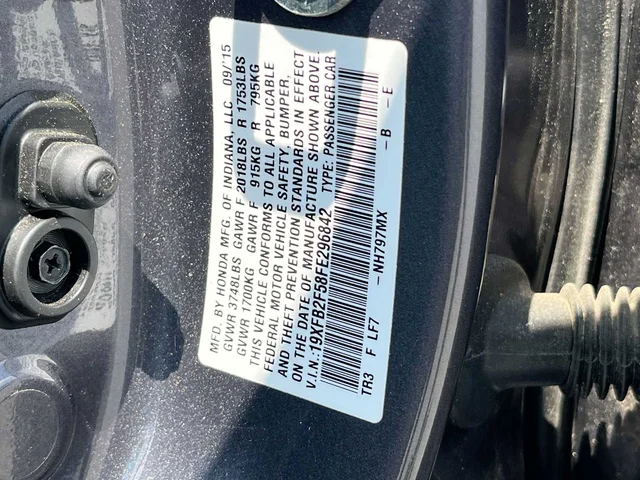 MFD. BY HONDA MFG. OF INDIANA, LLC 09/'15
GVWR 3748LBS GAWR F 2018LBS R 1753LBS
GVWR 1700KG GAWR F 915KG R 795KG
THIS VEHICLE CONFORMS TO ALL APPLICABLE
FEDERAL MOTOR VEHICLE SAFETY, BUMPER,
AND THEFT PREVENTION STANDARDS IN EFFECT
ON THE DATE OF MANUFACTURE SHOWN ABOVE.
V.I.N.:19XFB2F58FE296842 TYPE: PASSENGER CAR
TR3 F LF7 -NH797MX -B -E